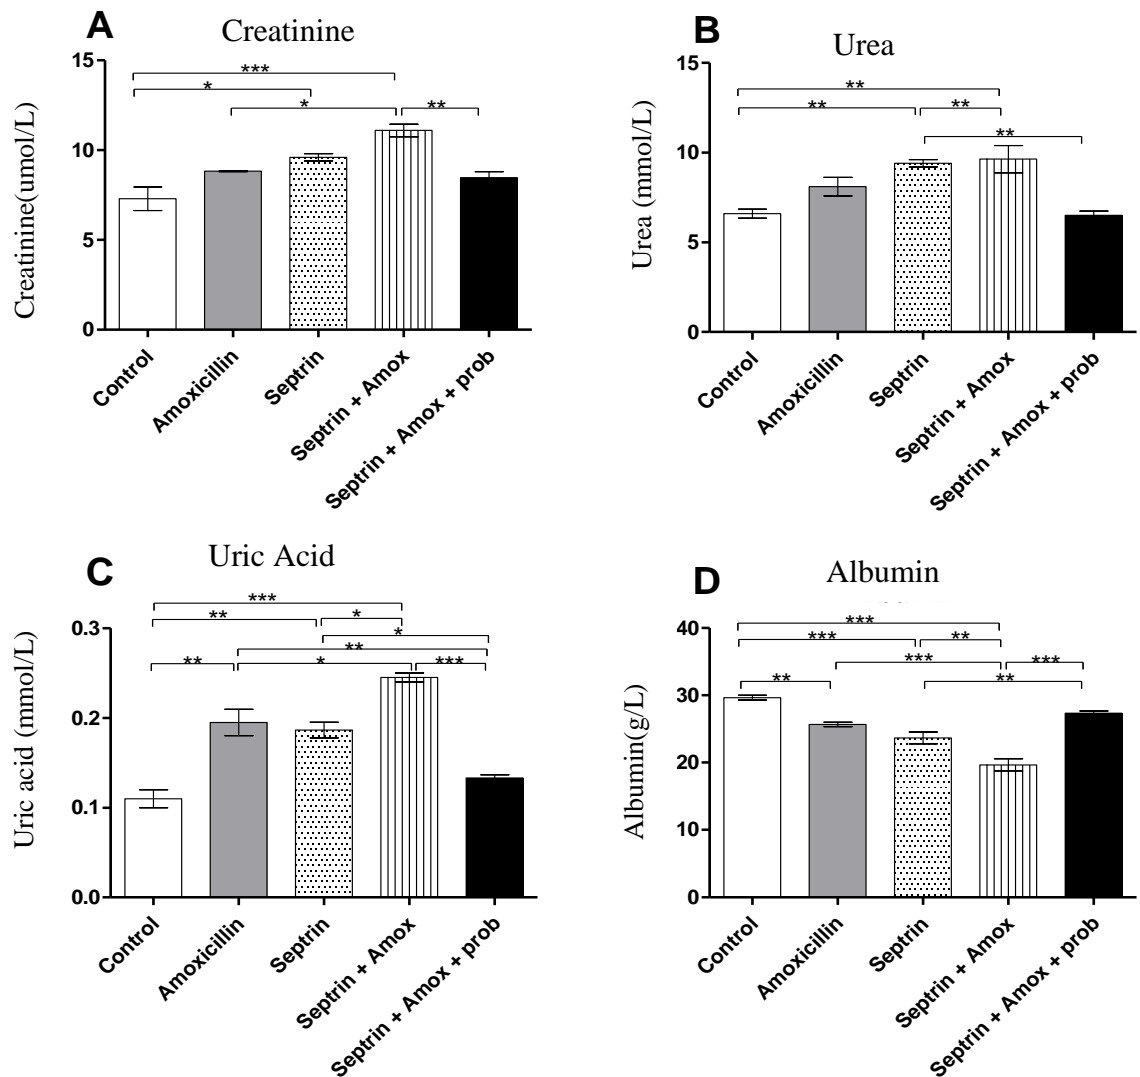 A
Creatinine
Creatinine(umol/L)
15
10
5
0
***
*
*
**
Control
Amoxicillin
Septrin
Septrin + Amox
Septrin + Amox + prob
B
Urea
Urea (mmol/L)
15
10
5
0
**
**
**
**
Control
Amoxicillin
Septrin
Septrin + Amox
Septrin + Amox + prob
C
Uric Acid
Uric acid (mmol/L)
0.3
0.2
0.1
0.0
***
**
*
*
**
**
*
***
Control
Amoxicillin
Septrin
Septrin + Amox
Septrin + Amox + prob
D
Albumin
Albumin(g/L)
40
30
20
10
0
***
***
**
***
***
**
**
Control
Amoxicillin
Septrin
Septrin + Amox
Septrin + Amox + prob